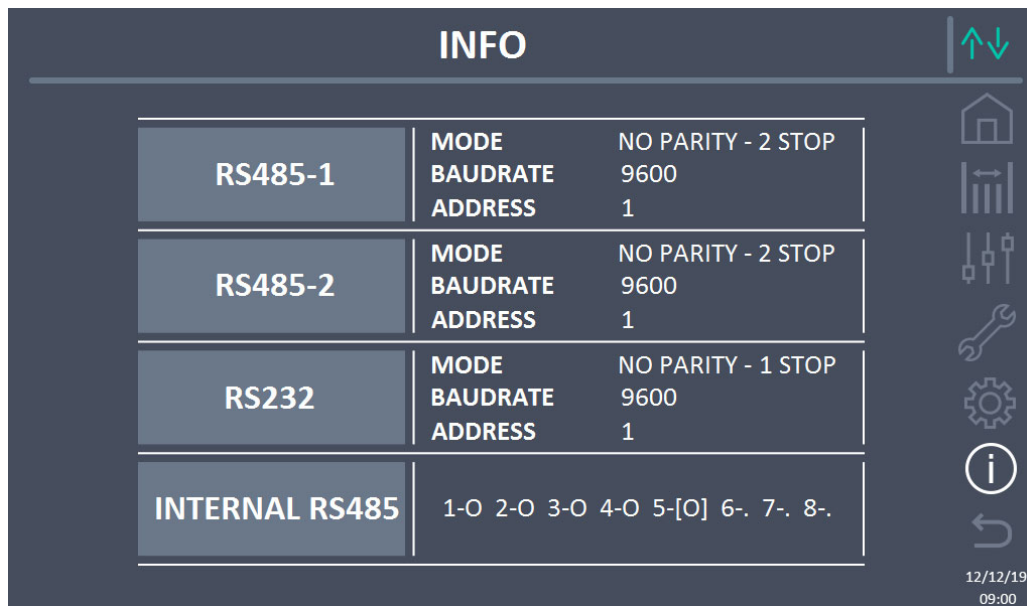 INFO
RS485-1
MODE NO PARITY - 2 STOP
BAUDRATE 9600
ADDRESS 1
RS485-2
MODE NO PARITY - 2 STOP
BAUDRATE 9600
ADDRESS 1
RS232
MODE NO PARITY - 1 STOP
BAUDRATE 9600
ADDRESS 1
INTERNAL RS485
1-O 2-O 3-O 4-O 5-[O] 6-. 7-. 8-.
12/12/19
09:00